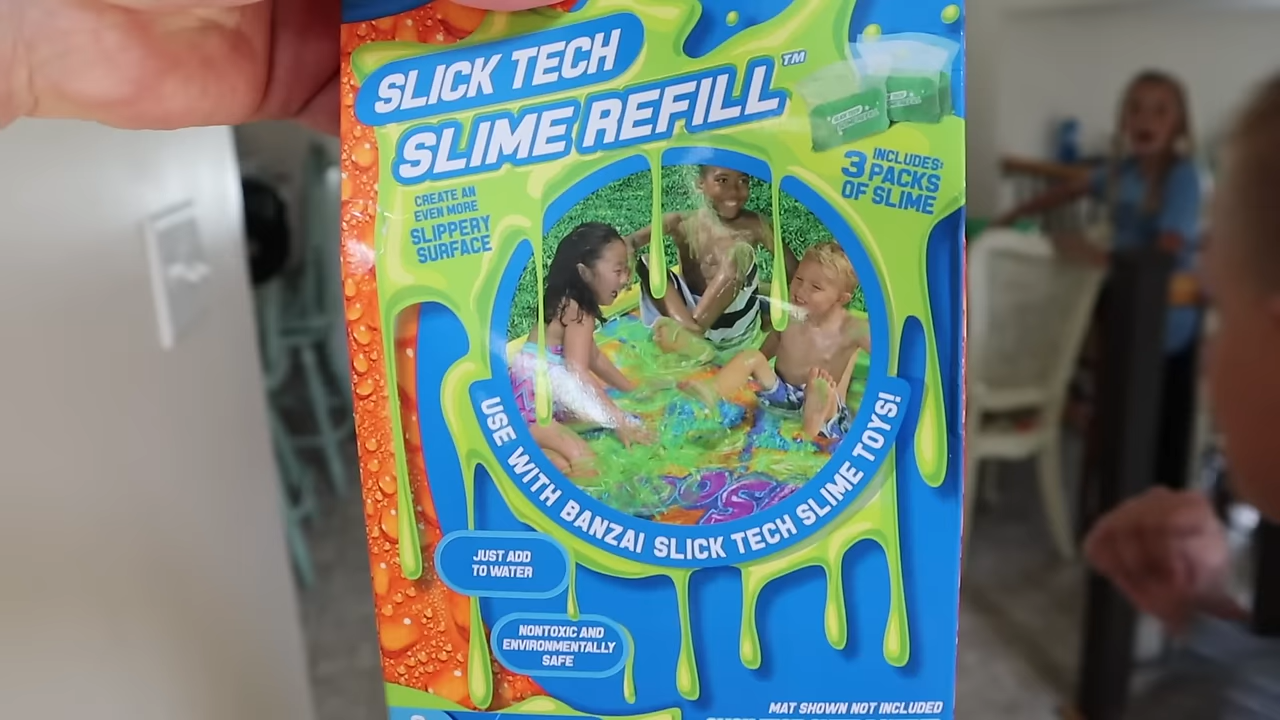 SLICK TECH
SLIME REFILL™
CREATE AN
EVEN MORE
SLIPPERY
SURFACE
INCLUDES:
3 PACKS
OF SLIME
USE WITH BANZAI SLICK TECH SLIME TOYS!
JUST ADD
TO WATER
NONTOXIC AND
ENVIRONMENTALLY
SAFE
MAT SHOWN NOT INCLUDED